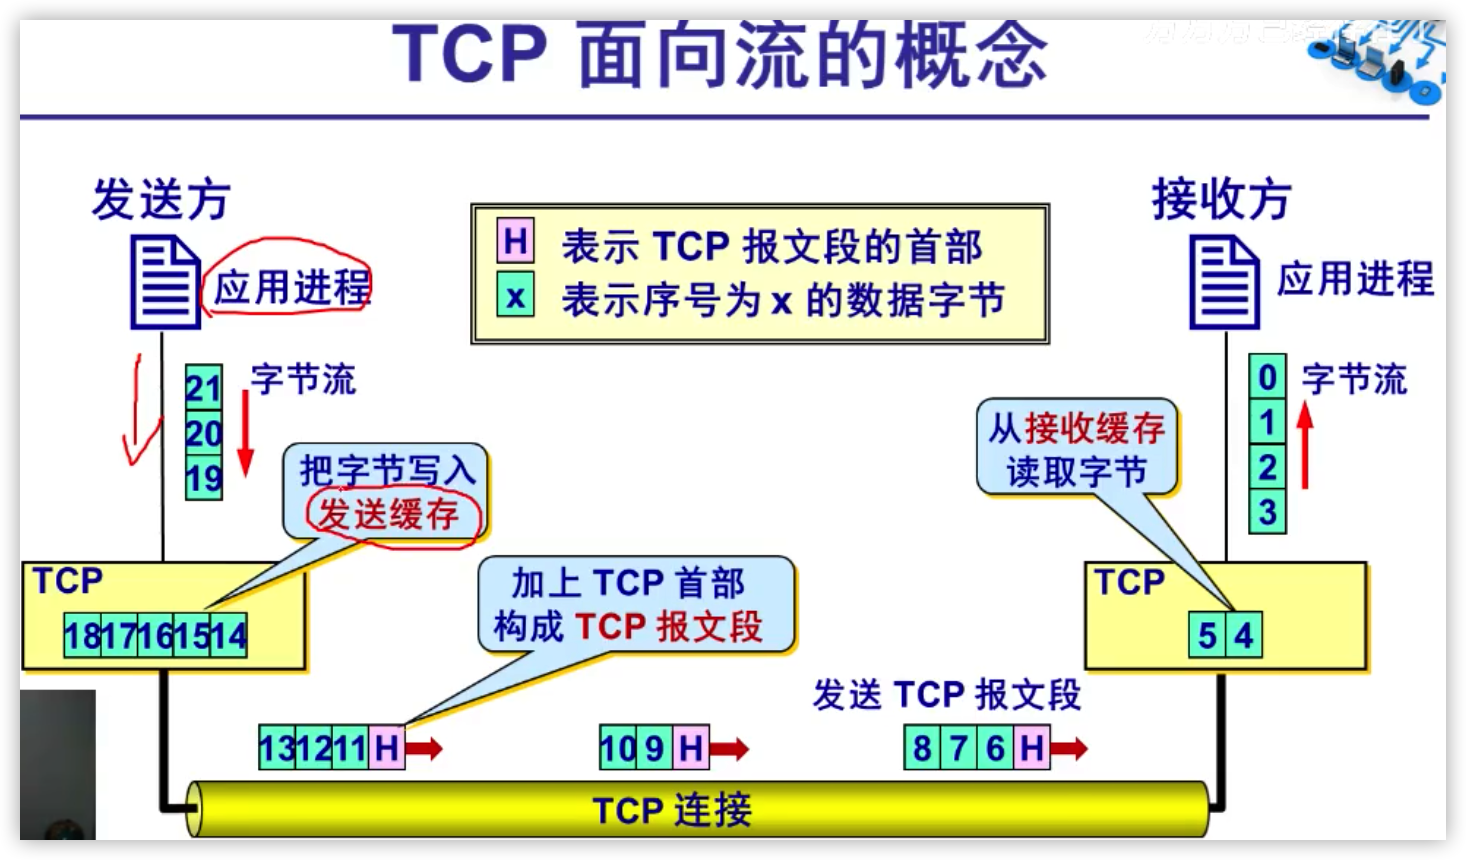 TCP 面向流的概念
发送方
接收方
H 表示 TCP 报文段的首部
x 表示序号为 x 的数据字节
应用进程
应用进程
21
20
19
字节流
0
1
2
3
字节流
把字节写入
发送缓存
从接收缓存
读取字节
TCP
18 17 16 15 14
加上 TCP 首部
构成 TCP 报文段
TCP
5 4
发送 TCP 报文段
13 12 11 H
10 9 H
8 7 6 H
TCP 连接